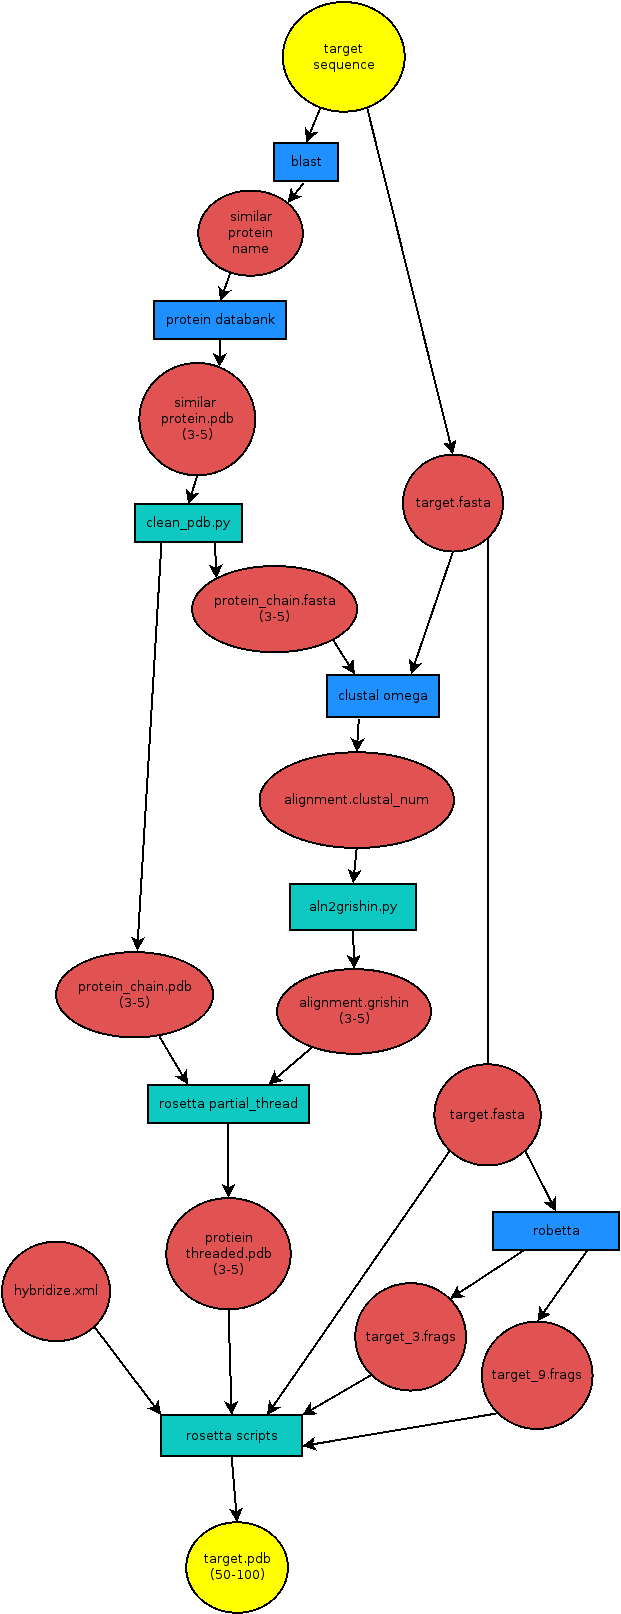 target
sequence
blast
similar
protein
name
protein databank
similar
protein.pdb
(3-5)
target.fasta
clean_pdb.py
protein_chain.fasta
(3-5)
clustal omega
alignment.clustal_num
aln2grishin.py
protein_chain.pdb
(3-5)
alignment.grishin
(3-5)
rosetta partial_thread
target.fasta
protiein
threaded.pdb
(3-5)
robetta
hybridize.xml
target_3.frags
target_9.frags
rosetta scripts
target.pdb
(50-100)